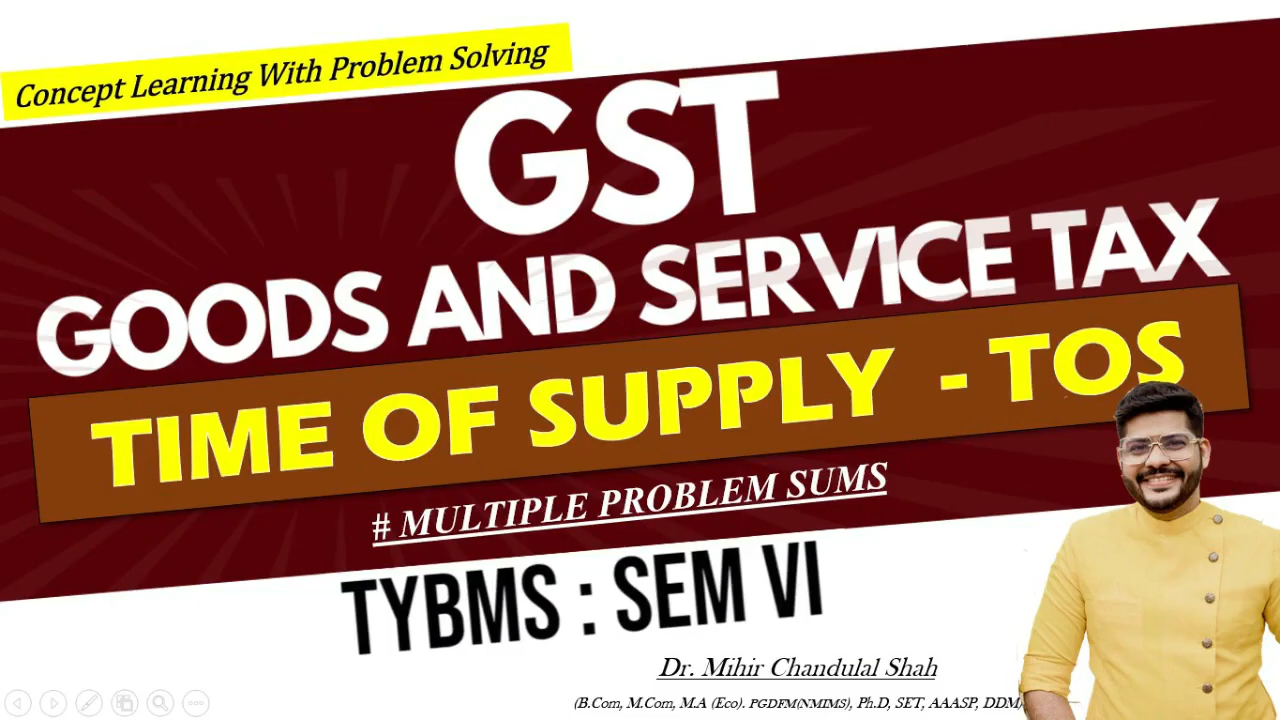 Concept Learning With Problem Solving
GST
GOODS AND SERVICE TAX
TIME OF SUPPLY - TOS
# MULTIPLE PROBLEM SUMS
TYBMS : SEM VI
Dr. Mihir Chandulal Shah
(B.Com, M.Com, M.A (Eco). PGDFM(NMIMS), Ph.D, SET, AAASP, DDM)